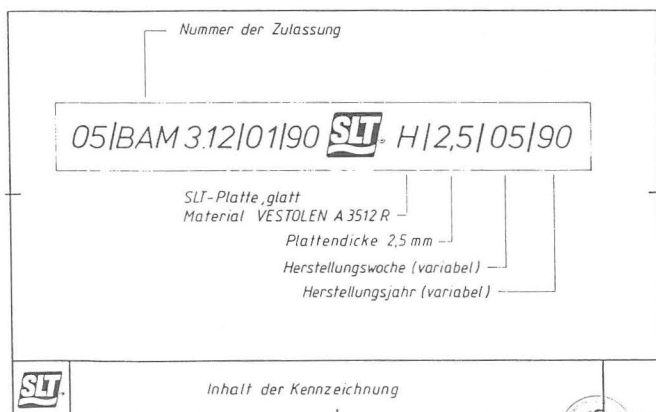 Nummer der Zulassung
05|BAM 3.12|01|90 SLT H|2,5|05|90
SLT-Platte, glatt
Material VESTOLEN A 3512 R
Plattendicke 2,5 mm
Herstellungswoche (variabel)
Herstellungsjahr (variabel)
SLT
Inhalt der Kennzeichnung